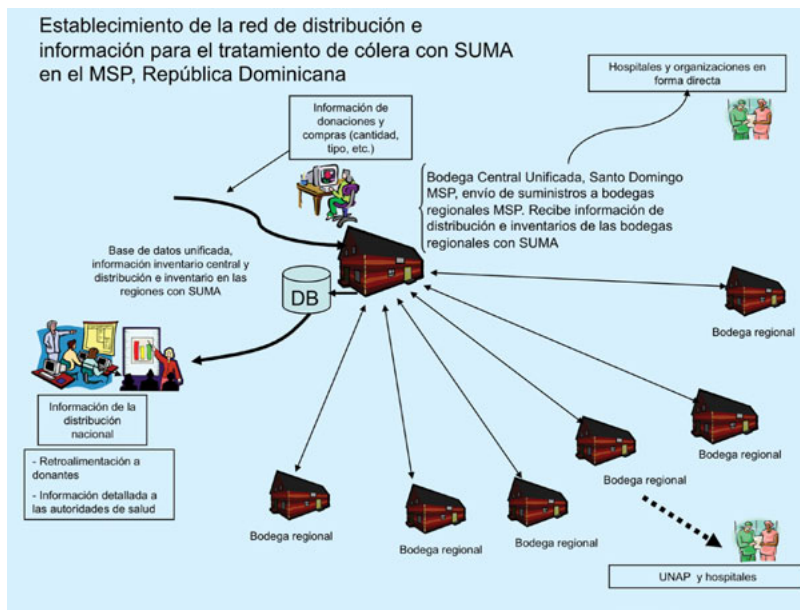 Establecimiento de la red de distribución e
información para el tratamiento de cólera con SUMA
en el MSP, República Dominicana
Hospitales y organizaciones en
forma directa
Información de
donaciones y
compras (cantidad,
tipo, etc.)
Bodega Central Unificada, Santo Domingo
MSP, envío de suministros a bodegas
regionales MSP. Recibe información de
distribución e inventarios de las bodegas
regionales con SUMA
Base de datos unificada,
información inventario central y
distribución e inventario en las
regiones con SUMA
DB
Bodega regional
Información de la
distribución
nacional
- Retroalimentación a
donantes
- Información detallada a
las autoridades de salud
Bodega regional
Bodega regional
Bodega regional
Bodega regional
Bodega regional
UNAP y hospitales